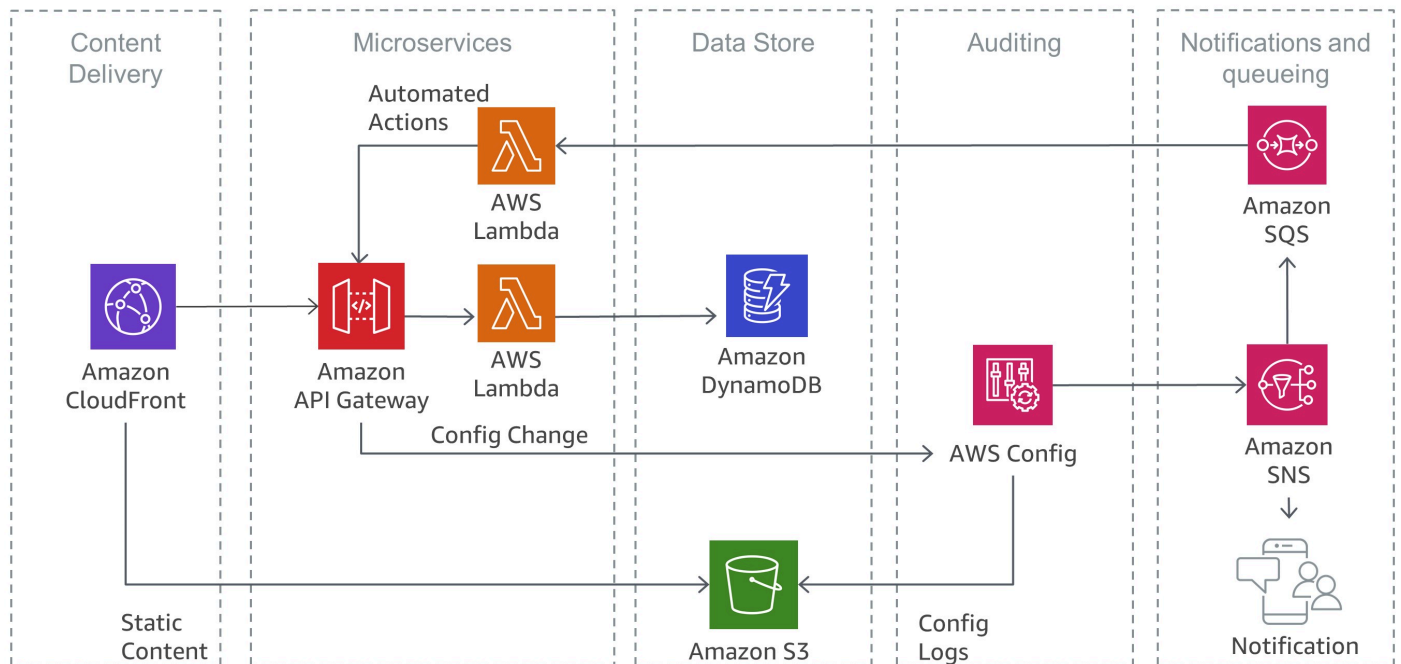 Content
Delivery
Microservices
Data Store
Auditing
Notifications and
queueing
Automated
Actions
AWS
Lambda
Amazon
SQS
Amazon
CloudFront
Amazon
API Gateway
AWS
Lambda
Amazon
DynamoDB
Config Change
AWS Config
Amazon
SNS
Static
Content
Amazon S3
Config
Logs
Notification